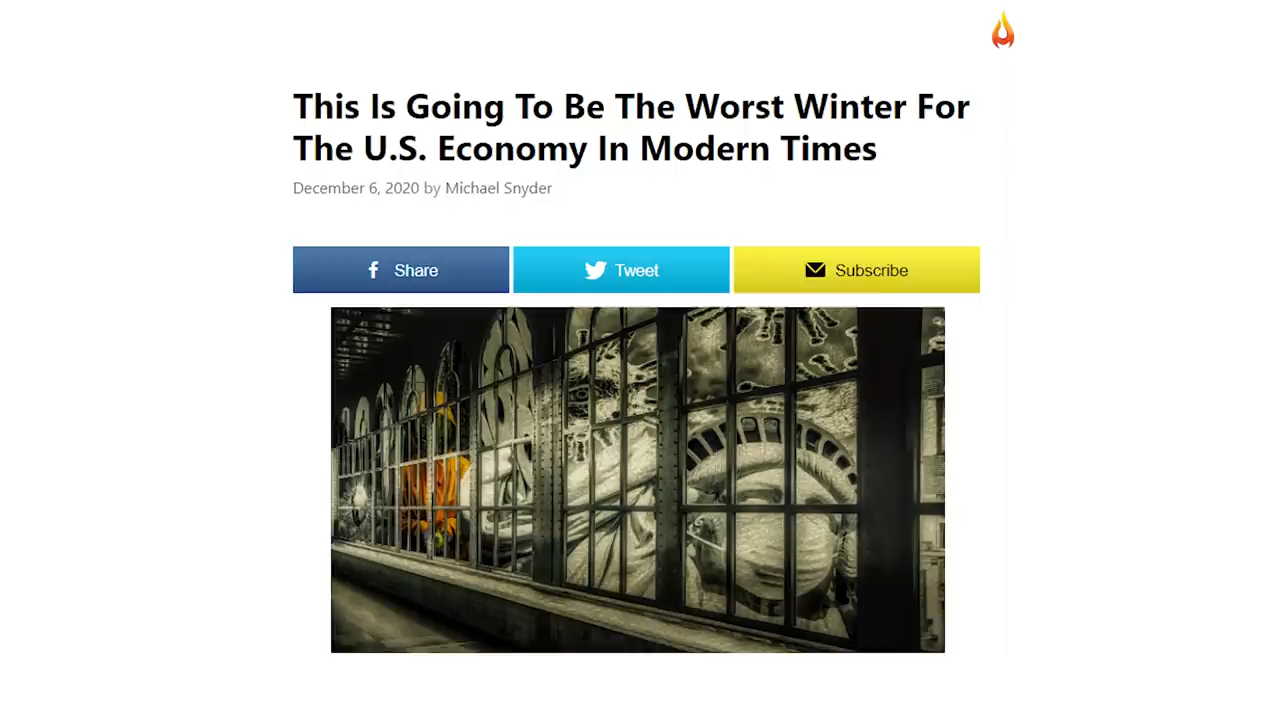 This Is Going To Be The Worst Winter For
The U.S. Economy In Modern Times
December 6, 2020 by Michael Snyder
Share
Tweet
Subscribe